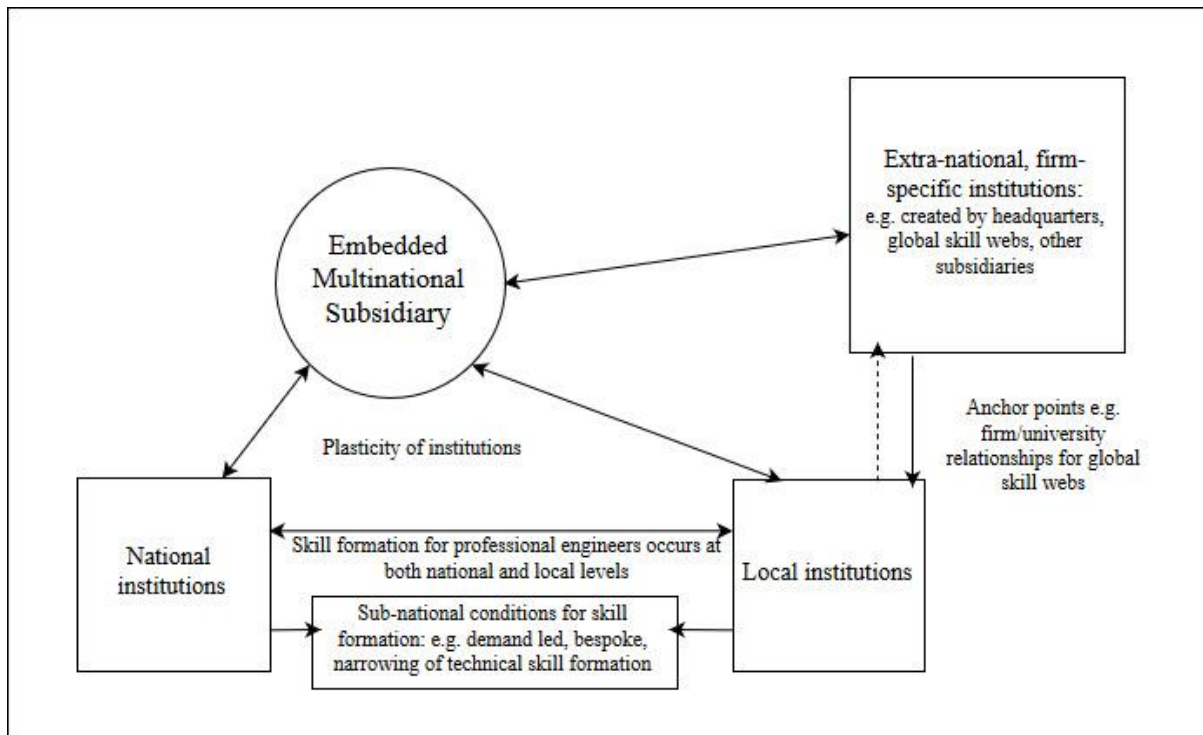 Extra-national, firm-
specific institutions:
e.g. created by headquarters,
global skill webs, other
subsidiaries
Embedded
Multinational
Subsidiary
Anchor points e.g.
firm/university
relationships for global
skill webs
Plasticity of institutions
National
institutions
Skill formation for professional engineers occurs at
both national and local levels
Local institutions
Sub-national conditions for skill
formation: e.g. demand led, bespoke,
narrowing of technical skill formation